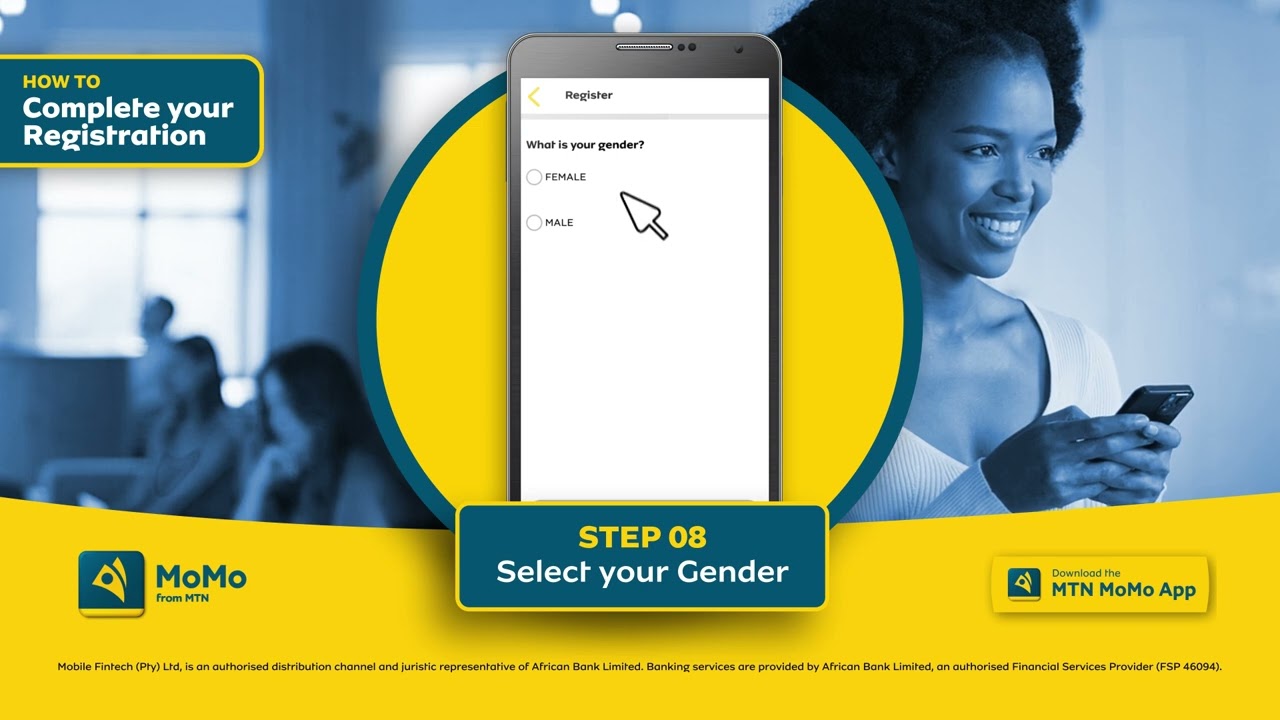 HOW TO
Complete your
Registration
Register
What is your gender?
FEMALE
MALE
STEP 08
Select your Gender
MoMo
from MTN
Download the
MTN MoMo App
Mobile Fintech (Pty) Ltd, is an authorised distribution channel and juristic representative of African Bank Limited. Banking services are provided by African Bank Limited, an authorised Financial Services Provider (FSP 46094).